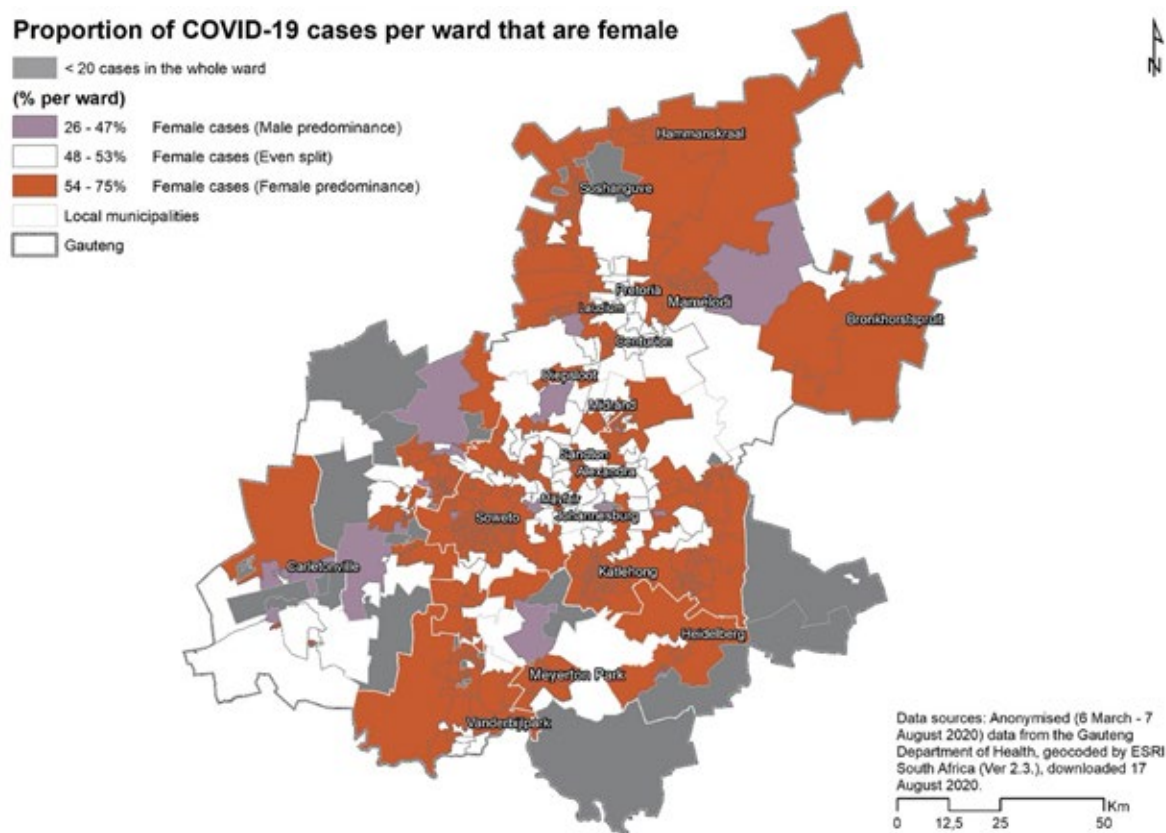 Proportion of COVID-19 cases per ward that are female
< 20 cases in the whole ward
(% per ward)
26 - 47% Female cases (Male predominance)
48 - 53% Female cases (Even split)
54 - 75% Female cases (Female predominance)
Local municipalities
Gauteng
N
Hammanskraal
Soshanguve
Pretoria
Mamelodi
Laudium
Bronkhorstspruit
Centurion
Diepsloot
Midrand
Sandton
Alexandra
Mayfair
Soweto
Johannesburg
Carletonville
Katlehong
Heidelberg
Meyerton Park
Vanderbijlpark
Data sources: Anonymised (6 March - 7
August 2020) data from the Gauteng
Department of Health, geocoded by ESRI
South Africa (Ver 2.3.), downloaded 17
August 2020.
Km
0 12,5 25 50